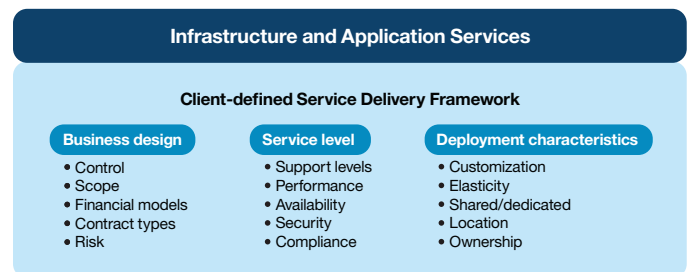 Infrastructure and Application Services
Client-defined Service Delivery Framework
Business design
• Control
• Scope
• Financial models
• Contract types
• Risk
Service level
• Support levels
• Performance
• Availability
• Security
• Compliance
Deployment characteristics
• Customization
• Elasticity
• Shared/dedicated
• Location
• Ownership